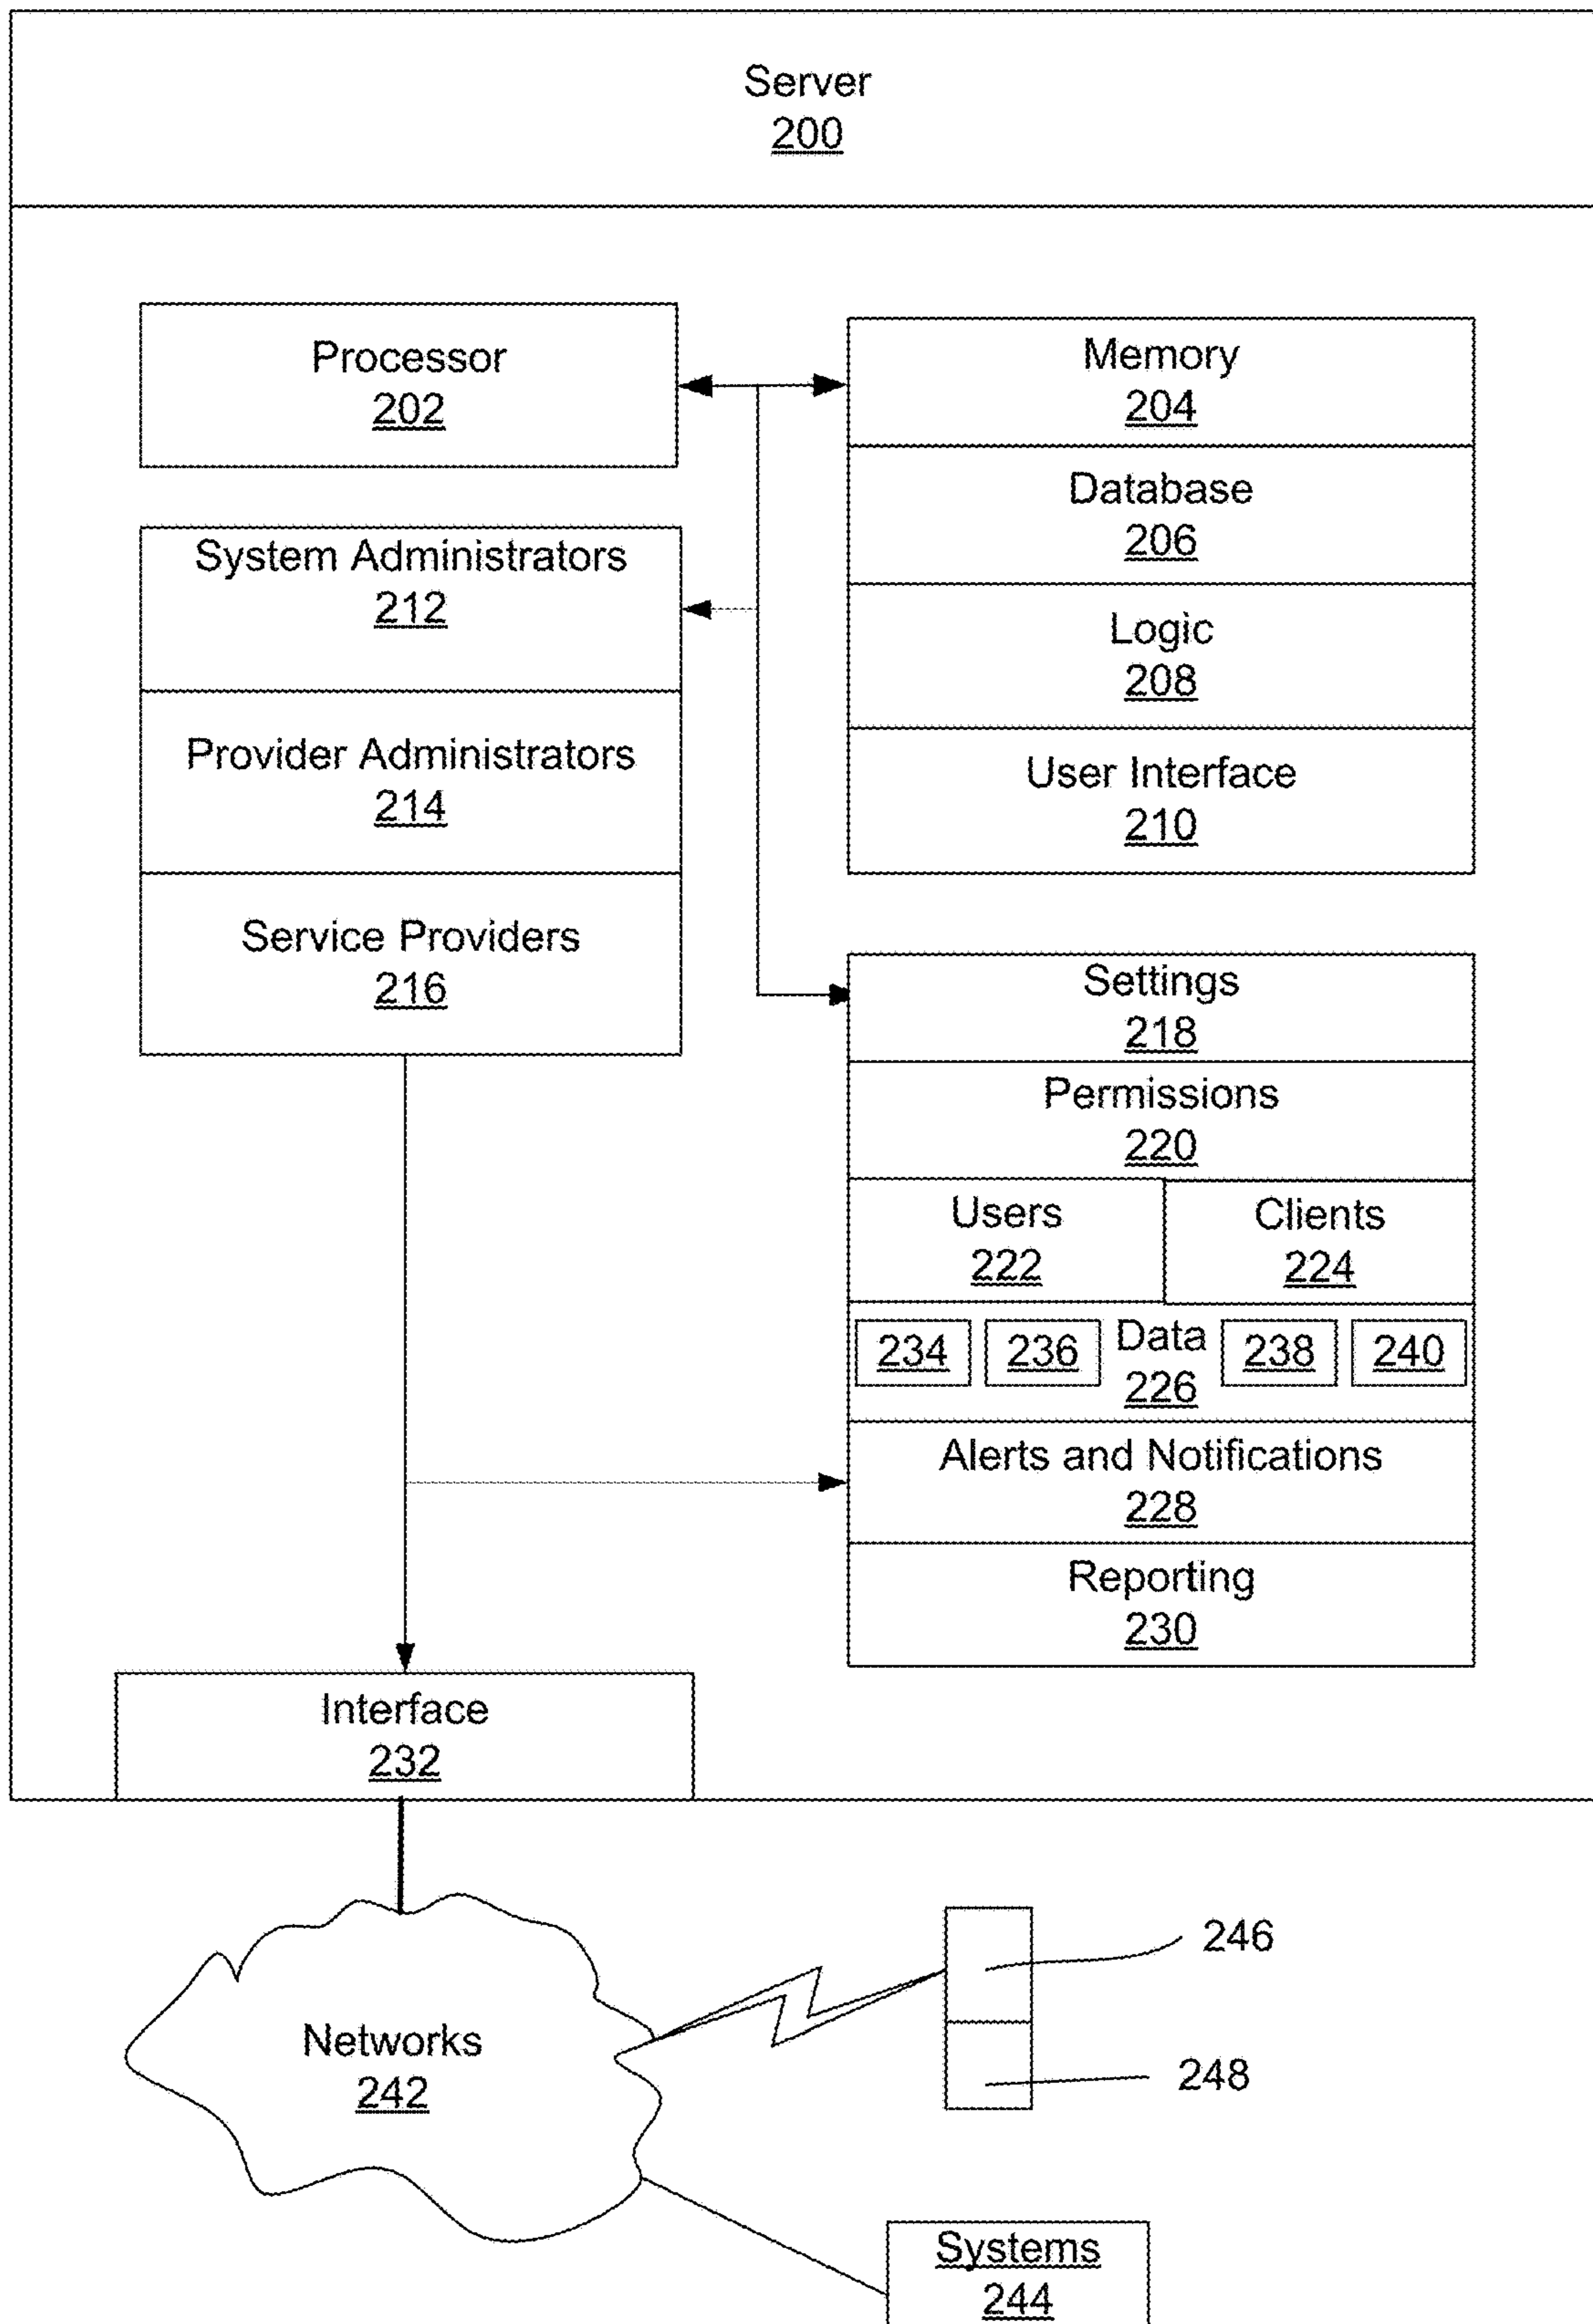 Server
200
Processor
202
Memory
204
Database
206
Logic
208
User Interface
210
System Administrators
212
Provider Administrators
214
Service Providers
216
Settings
218
Permissions
220
Users
222
Clients
224
234
236
Data
226
238
240
Alerts and Notifications
228
Reporting
230
Interface
232
Networks
242
246
248
Systems
244